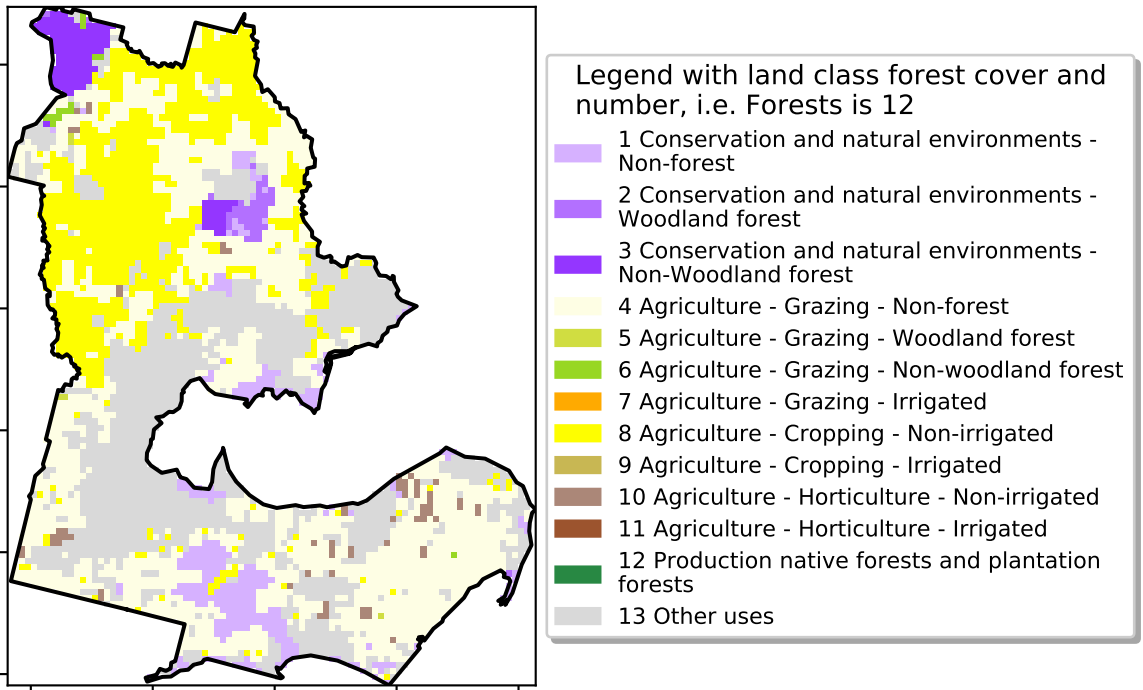 Legend with land class forest cover and
number, i.e. Forests is 12
1 Conservation and natural environments -
Non-forest
2 Conservation and natural environments -
Woodland forest
3 Conservation and natural environments -
Non-Woodland forest
4 Agriculture - Grazing - Non-forest
5 Agriculture - Grazing - Woodland forest
6 Agriculture - Grazing - Non-woodland forest
7 Agriculture - Grazing - Irrigated
8 Agriculture - Cropping - Non-irrigated
9 Agriculture - Cropping - Irrigated
10 Agriculture - Horticulture - Non-irrigated
11 Agriculture - Horticulture - Irrigated
12 Production native forests and plantation
forests
13 Other uses